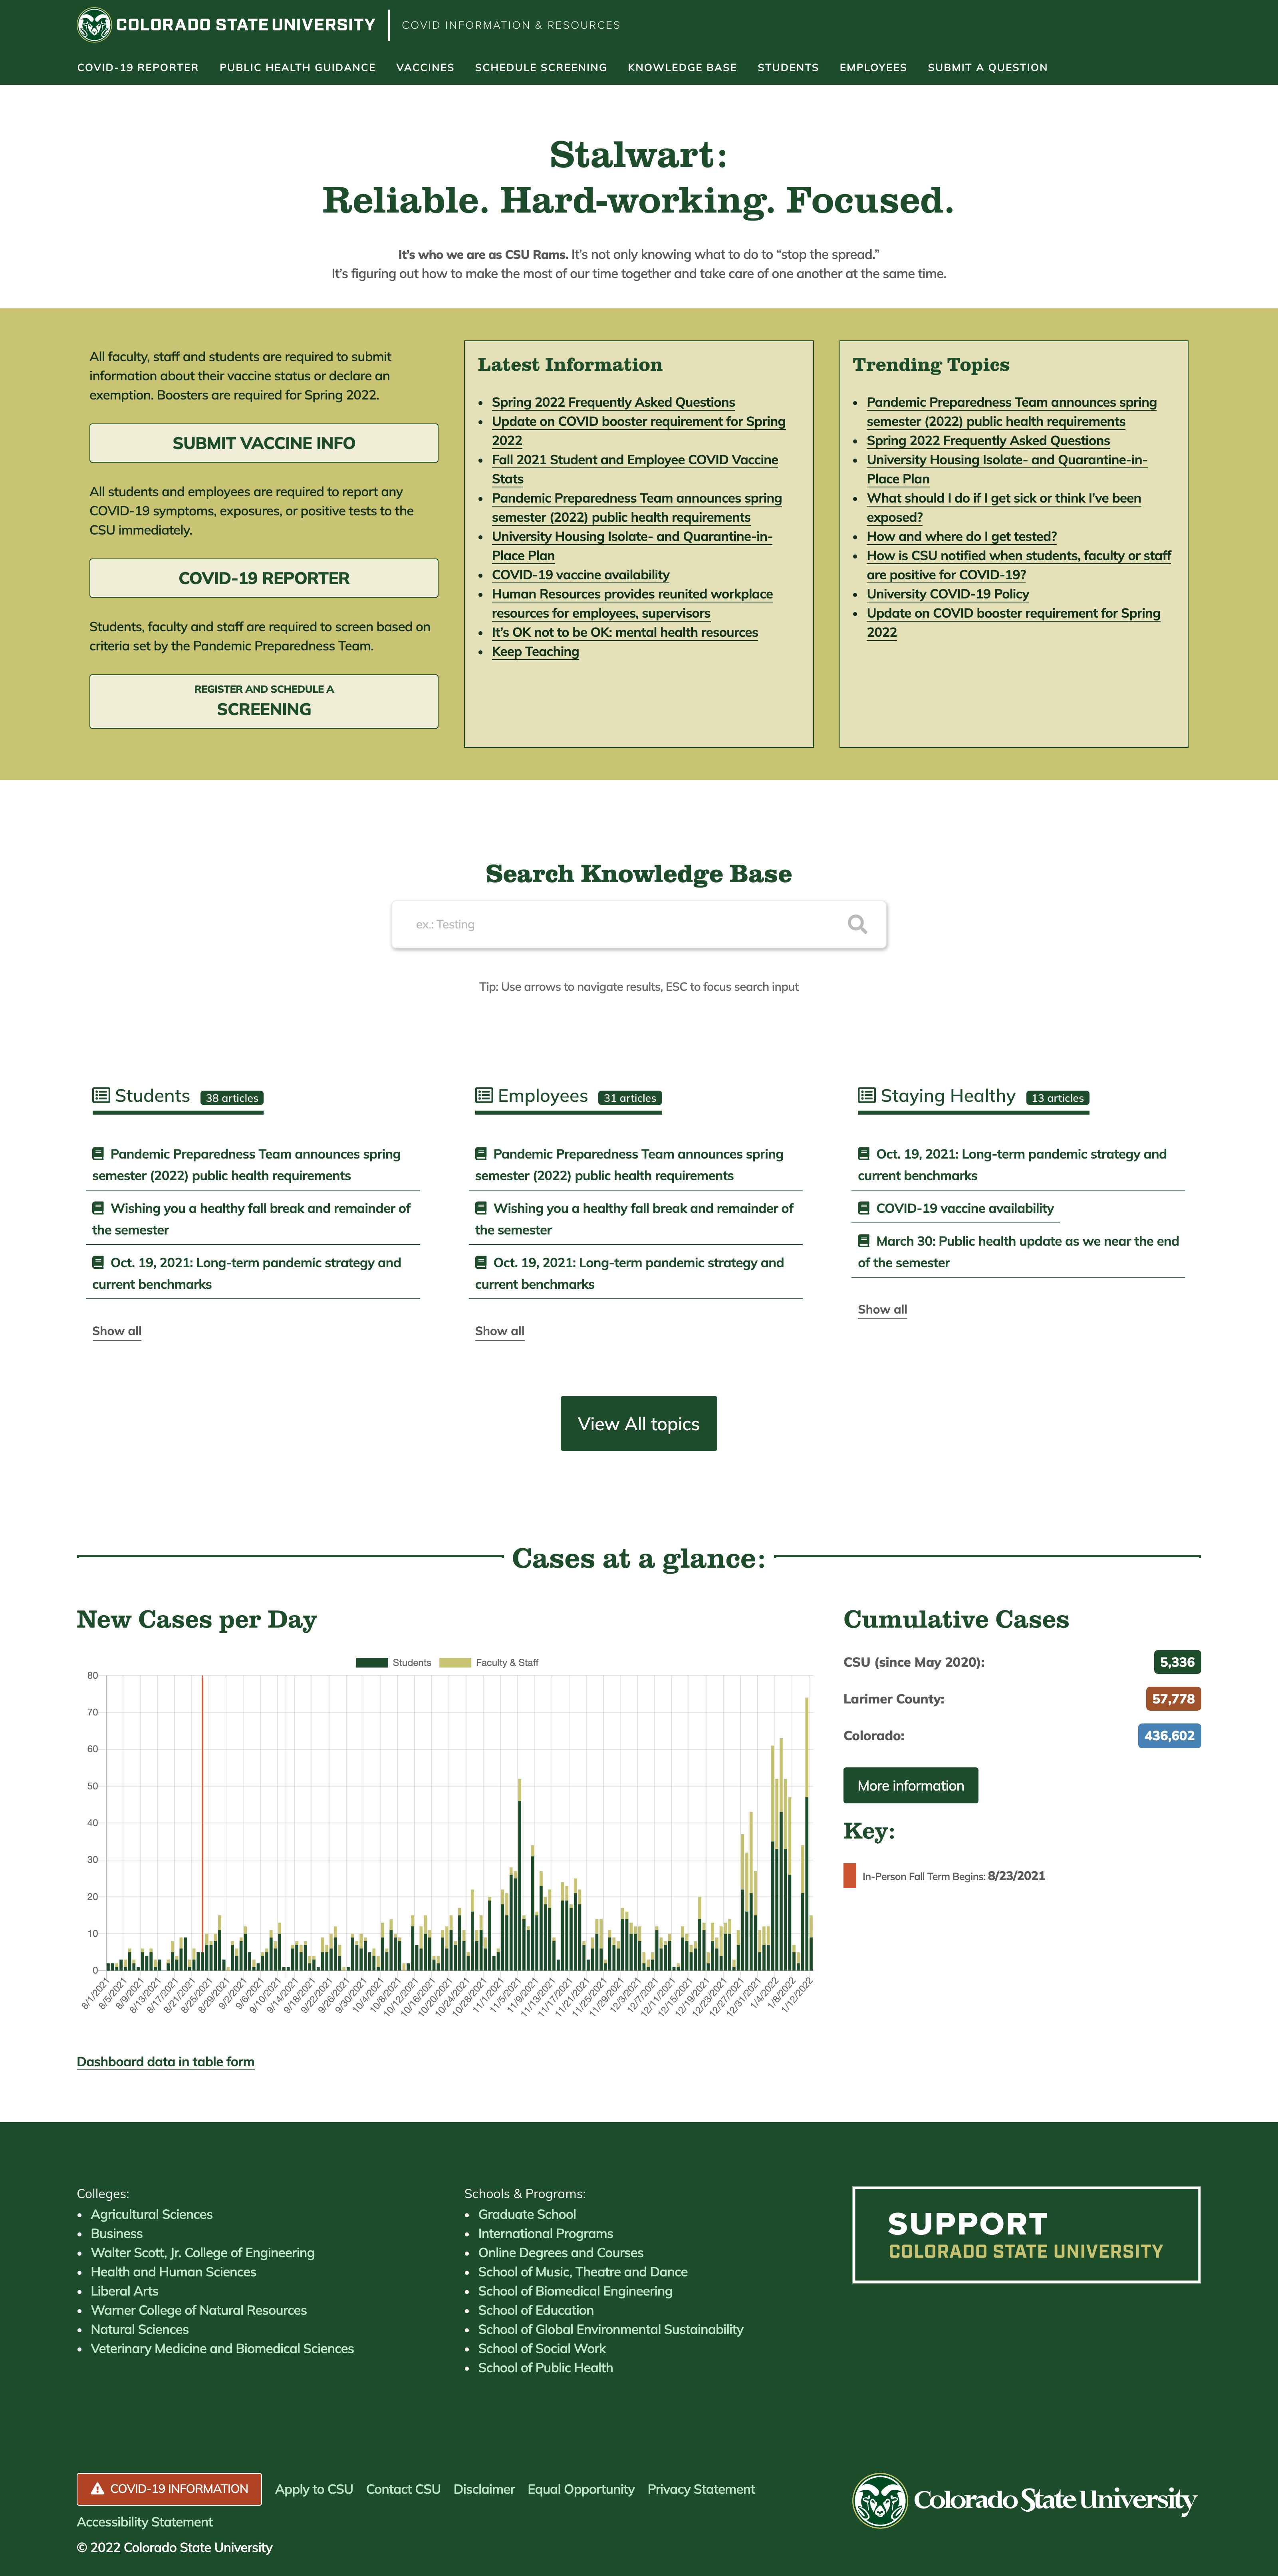 COLORADO STATE UNIVERSITY
COVID INFORMATION & RESOURCES
COVID-19 REPORTER PUBLIC HEALTH GUIDANCE VACCINES SCHEDULE SCREENING KNOWLEDGE BASE STUDENTS EMPLOYEES SUBMIT A QUESTION
Stalwart:
Reliable. Hard-working. Focused.
It’s who we are as CSU Rams. It’s not only knowing what to do to “stop the spread.”
It’s figuring out how to make the most of our time together and take care of one another at the same time.
All faculty, staff and students are required to submit
information about their vaccine status or declare an
exemption. Boosters are required for Spring 2022.
SUBMIT VACCINE INFO
All students and employees are required to report any
COVID-19 symptoms, exposures, or positive tests to the
CSU immediately.
COVID-19 REPORTER
Students, faculty and staff are required to screen based on
criteria set by the Pandemic Preparedness Team.
REGISTER AND SCHEDULE A
SCREENING
Latest Information
Spring 2022 Frequently Asked Questions
Update on COVID booster requirement for Spring
2022
Fall 2021 Student and Employee COVID Vaccine
Stats
Pandemic Preparedness Team announces spring
semester (2022) public health requirements
University Housing Isolate- and Quarantine-in-
Place Plan
COVID-19 vaccine availability
Human Resources provides reunited workplace
resources for employees, supervisors
It’s OK not to be OK: mental health resources
Keep Teaching
Trending Topics
Pandemic Preparedness Team announces spring
semester (2022) public health requirements
Spring 2022 Frequently Asked Questions
University Housing Isolate- and Quarantine-in-
Place Plan
What should I do if I get sick or think I’ve been
exposed?
How and where do I get tested?
How is CSU notified when students, faculty or staff
are positive for COVID-19?
University COVID-19 Policy
Update on COVID booster requirement for Spring
2022
Search Knowledge Base
ex.: Testing
Tip: Use arrows to navigate results, ESC to focus search input
Students 38 articles
Pandemic Preparedness Team announces spring
semester (2022) public health requirements
Wishing you a healthy fall break and remainder of
the semester
Oct. 19, 2021: Long-term pandemic strategy and
current benchmarks
Show all
Employees 31 articles
Pandemic Preparedness Team announces spring
semester (2022) public health requirements
Wishing you a healthy fall break and remainder of
the semester
Oct. 19, 2021: Long-term pandemic strategy and
current benchmarks
Show all
Staying Healthy 13 articles
Oct. 19, 2021: Long-term pandemic strategy and
current benchmarks
COVID-19 vaccine availability
March 30: Public health update as we near the end
of the semester
Show all
View All topics
Cases at a glance:
New Cases per Day
Students Faculty & Staff
80
70
60
50
40
30
20
10
0
8/1/2021 8/5/2021 8/9/2021 8/13/2021 8/17/2021 8/21/2021 8/25/2021 8/29/2021 9/2/2021 9/6/2021 9/10/2021 9/14/2021 9/18/2021 9/22/2021 9/26/2021 9/30/2021 10/4/2021 10/8/2021 10/12/2021 10/16/2021 10/20/2021 10/24/2021 10/28/2021 11/1/2021 11/5/2021 11/9/2021 11/13/2021 11/17/2021 11/21/2021 11/25/2021 11/29/2021 12/3/2021 12/7/2021 12/11/2021 12/15/2021 12/19/2021 12/23/2021 12/27/2021 12/31/2021 1/4/2022 1/8/2022 1/12/2022
Dashboard data in table form
Cumulative Cases
CSU (since May 2020): 5,336
Larimer County: 57,778
Colorado: 436,602
More information
Key:
In-Person Fall Term Begins: 8/23/2021
Colleges:
Agricultural Sciences
Business
Walter Scott, Jr. College of Engineering
Health and Human Sciences
Liberal Arts
Warner College of Natural Resources
Natural Sciences
Veterinary Medicine and Biomedical Sciences
Schools & Programs:
Graduate School
International Programs
Online Degrees and Courses
School of Music, Theatre and Dance
School of Biomedical Engineering
School of Education
School of Global Environmental Sustainability
School of Social Work
School of Public Health
SUPPORT
COLORADO STATE UNIVERSITY
COVID-19 INFORMATION Apply to CSU Contact CSU Disclaimer Equal Opportunity Privacy Statement
Accessibility Statement
© 2022 Colorado State University
Colorado State University